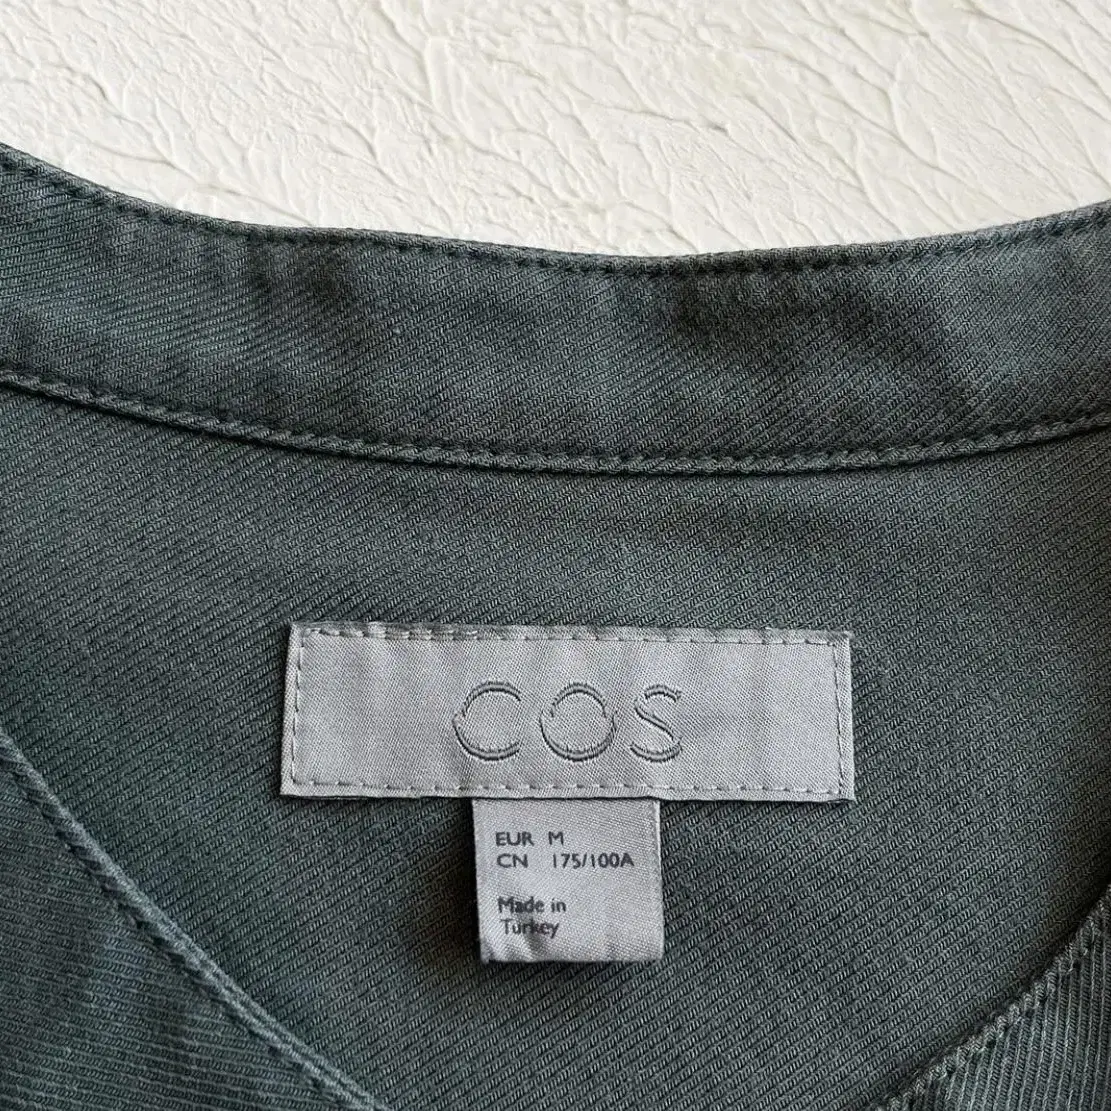 COS
EUR M
CN 175/100A
Made in
Turkey